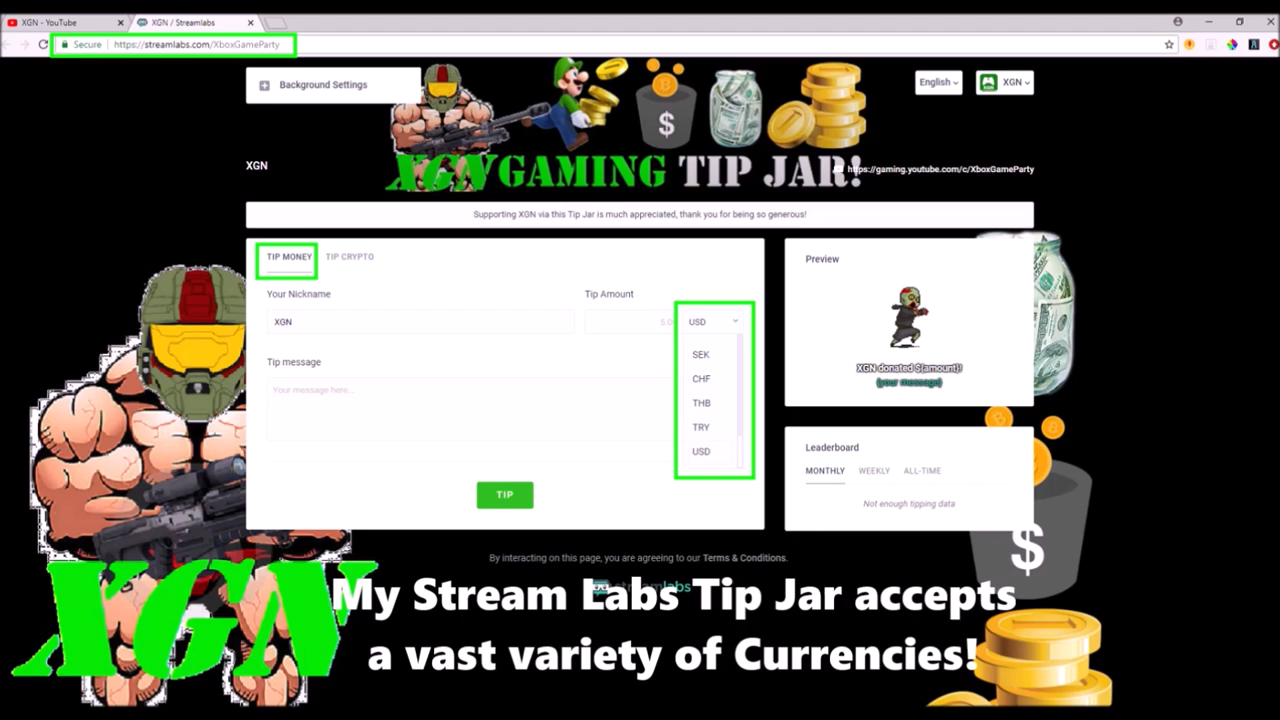 XGN - YouTube
XGN / Streamlabs
Secure
https://streamlabs.com/XboxGameParty
Background Settings
English
XGN
$
XGN GAMING TIP JAR!
XGN
https://gaming.youtube.com/c/XboxGameParty
Supporting XGN via this Tip Jar is much appreciated, thank you for being so generous!
TIP MONEY
TIP CRYPTO
Your Nickname
Tip Amount
XGN
5.00
USD
SEK
CHF
THB
TRY
USD
Tip message
Your message here...
TIP
Preview
XGN donated ${amount}!
{your message}
Leaderboard
MONTHLY
WEEKLY
ALL-TIME
Not enough tipping data
$
By interacting on this page, you are agreeing to our Terms & Conditions.
streamlabs
XGN
My Stream Labs Tip Jar accepts
a vast variety of Currencies!